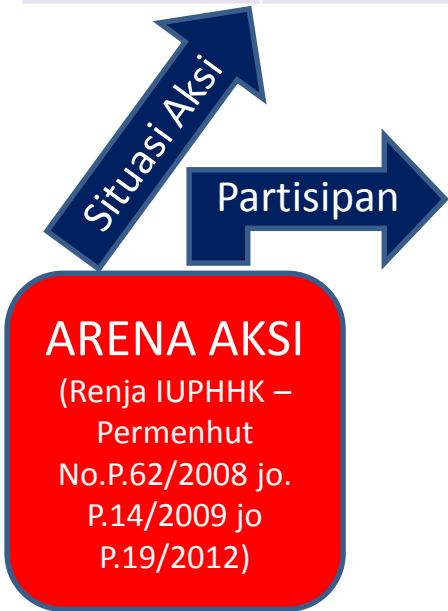 Situasi Aksi
Partisipan
ARENA AKSI
(Renja IUPHHK –
Permenhut
No.P.62/2008 jo.
P.14/2009 jo
P.19/2012)